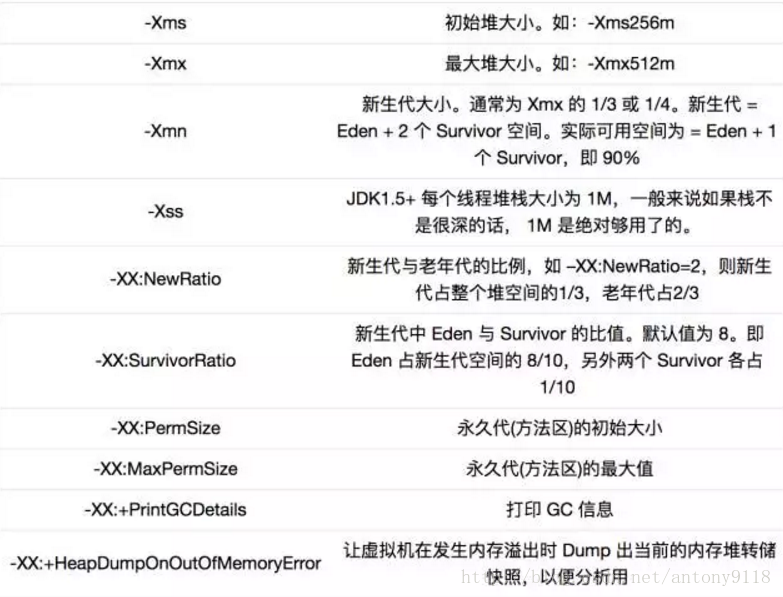 -Xms
初始堆大小。如：-Xms256m
-Xmx
最大堆大小。如：-Xmx512m
-Xmn
新生代大小。通常为 Xmx 的 1/3 或 1/4。新生代 =
Eden + 2 个 Survivor 空间。实际可用空间为 = Eden + 1
个 Survivor，即 90%
-Xss
JDK1.5+ 每个线程堆栈大小为 1M，一般来说如果栈不
是很深的话， 1M 是绝对够用了的。
-XX:NewRatio
新生代与老年代的比例，如 –XX:NewRatio=2，则新生
代占整个堆空间的1/3，老年代占2/3
-XX:SurvivorRatio
新生代中 Eden 与 Survivor 的比值。默认值为 8。即
Eden 占新生代空间的 8/10，另外两个 Survivor 各占
1/10
-XX:PermSize
永久代(方法区)的初始大小
-XX:MaxPermSize
永久代(方法区)的最大值
-XX:+PrintGCDetails
打印 GC 信息
-XX:+HeapDumpOnOutOfMemoryError
让虚拟机在发生内存溢出时 Dump 出当前的内存堆转储
快照，以便分析用
net/antony9118